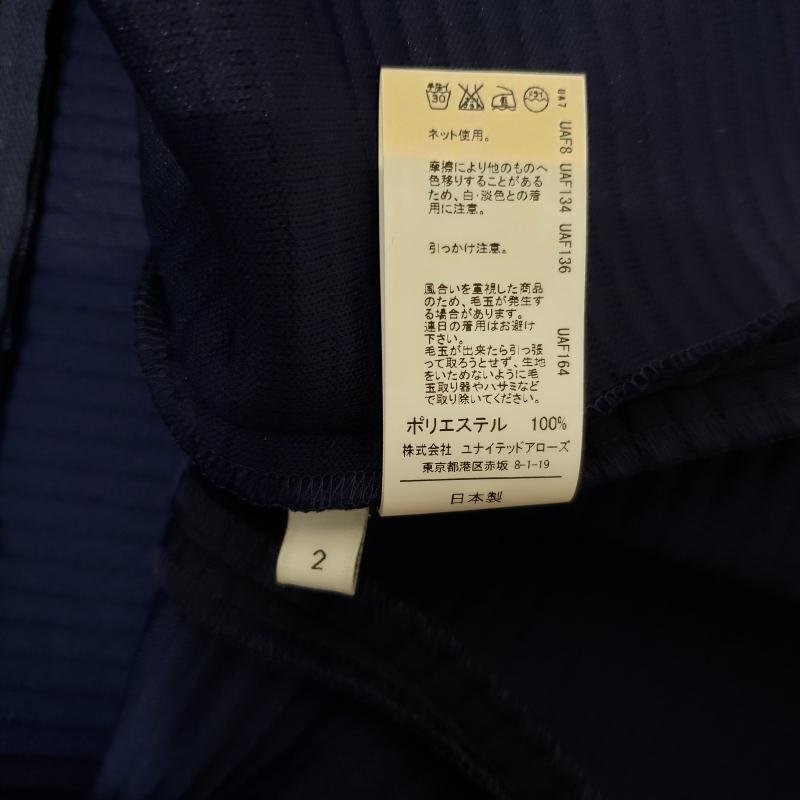 手洗イ 30
ドライ
ネット使用。
摩擦により他のものへ
色移りすることがある
ため、白・淡色との着
用に注意。
引っかけ注意。
風合いを重視した商品
のため、毛玉が発生す
る場合があります。
連日の着用はお避け
下さい。
毛玉が出来たら引っ張
って取ろうとせず、生地
をいためないように毛
玉取り器やハサミなど
で取り除いてください。
ポリエステル 100%
株式会社 ユナイテッドアローズ
東京都港区赤坂 8-1-19
日本製
UA7 UAF8 UAF134 UAF136 UAF164
2